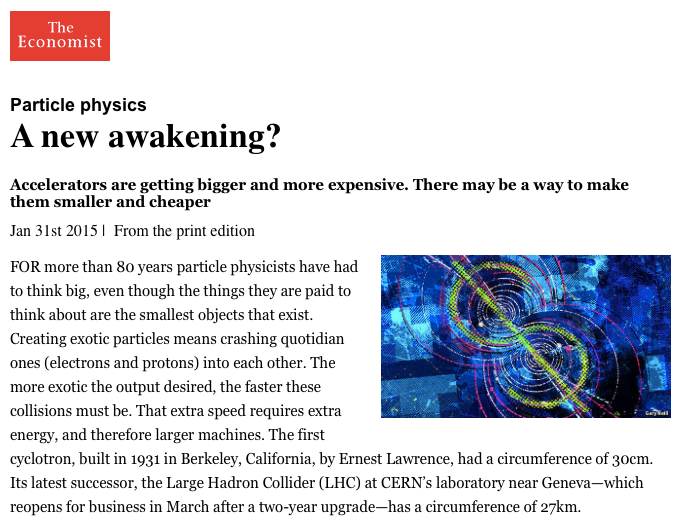 The
Economist
Particle physics
A new awakening?
Accelerators are getting bigger and more expensive. There may be a way to make
them smaller and cheaper
Jan 31st 2015 | From the print edition
FOR more than 80 years particle physicists have had
to think big, even though the things they are paid to
think about are the smallest objects that exist.
Creating exotic particles means crashing quotidian
ones (electrons and protons) into each other. The
more exotic the output desired, the faster these
collisions must be. That extra speed requires extra
energy, and therefore larger machines. The first
cyclotron, built in 1931 in Berkeley, California, by Ernest Lawrence, had a circumference of 30cm.
Its latest successor, the Large Hadron Collider (LHC) at CERN’s laboratory near Geneva—which
reopens for business in March after a two-year upgrade—has a circumference of 27km.
Gary Neill